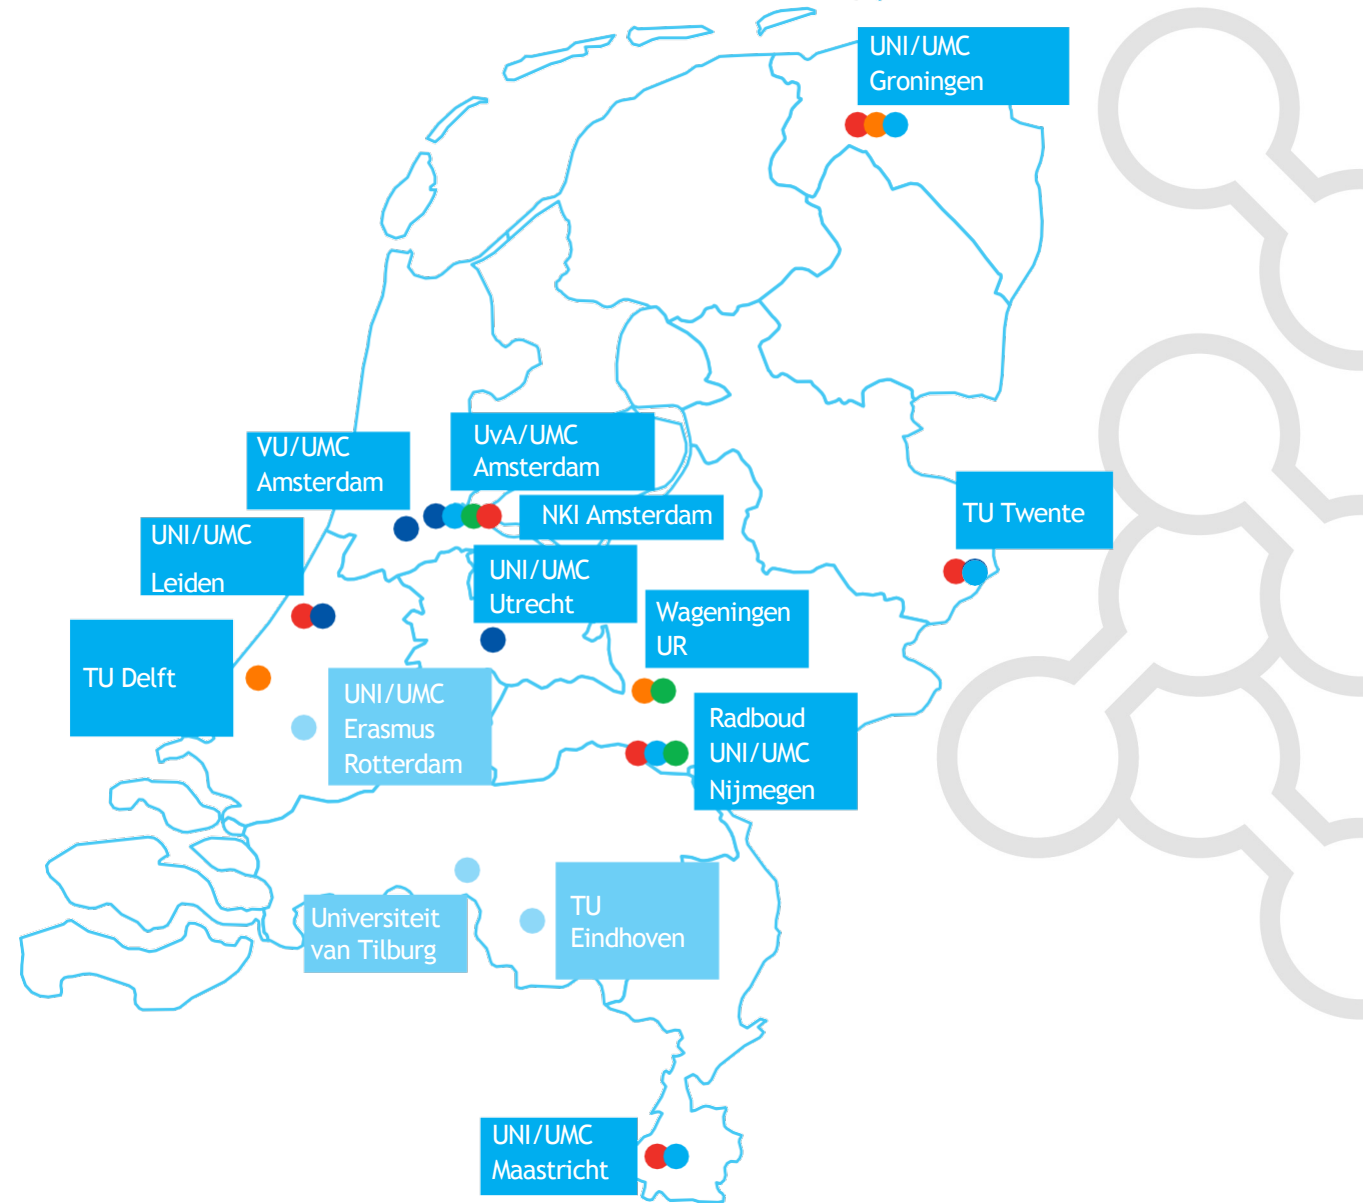 UNI/UMC
Groningen
VU/UMC
Amsterdam
UvA/UMC
Amsterdam
NKI Amsterdam
TU Twente
UNI/UMC
Leiden
UNI/UMC
Utrecht
Wageningen
UR
TU Delft
UNI/UMC
Erasmus
Rotterdam
Radboud
UNI/UMC
Nijmegen
Universiteit
van Tilburg
TU
Eindhoven
UNI/UMC
Maastricht